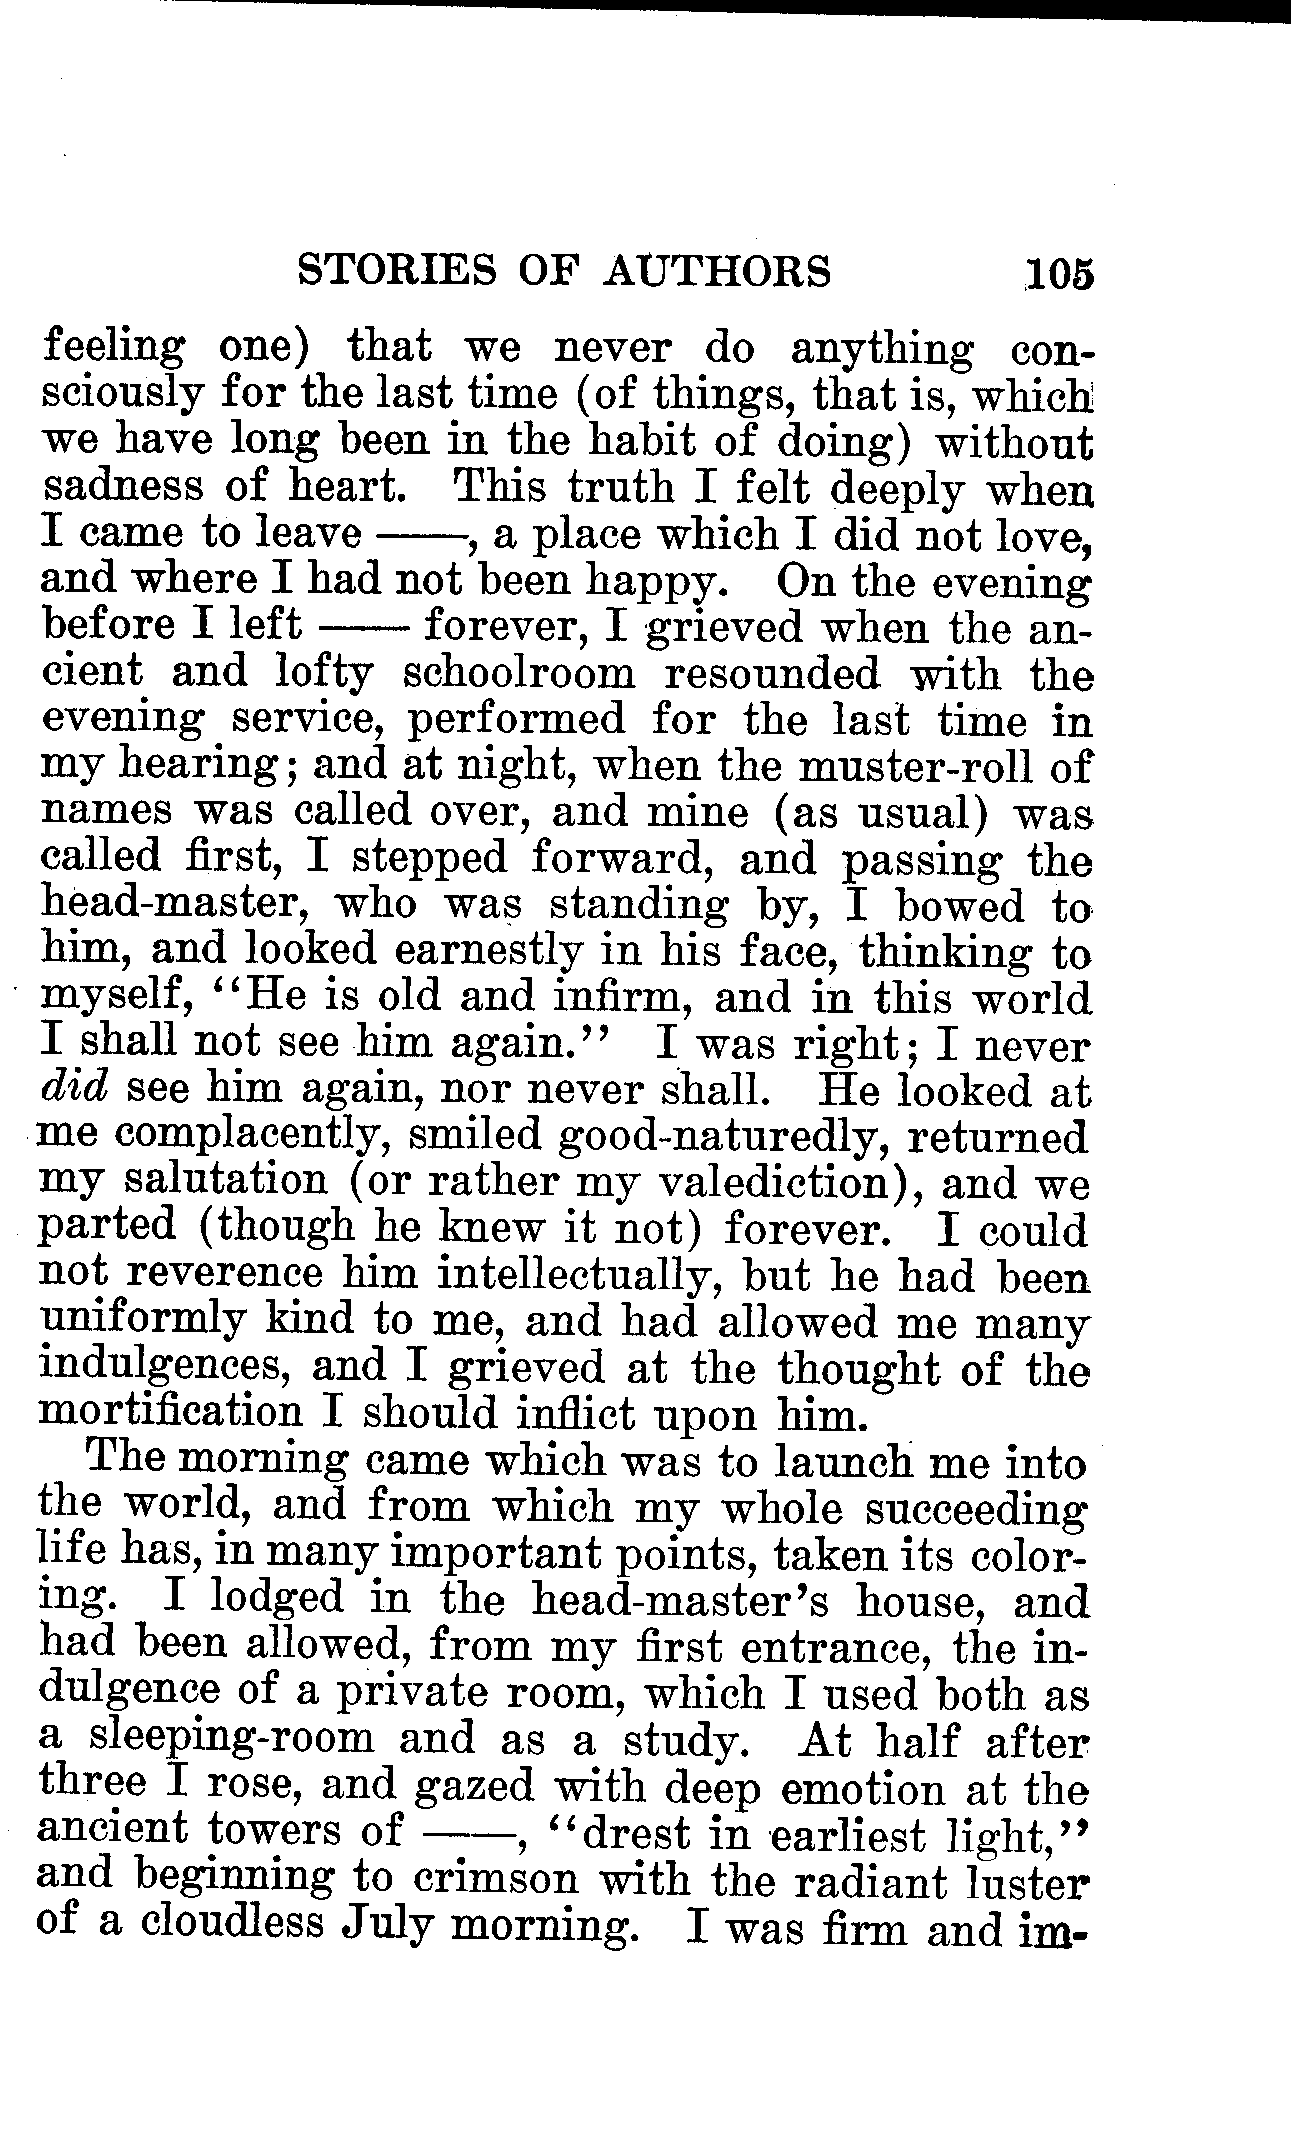 STORIES OF AUTHORS 105
feeling one) that we never do anything con-
sciously for the last time (of things, that is, which
we have long been in the habit of doing) without
sadness of heart. This truth I felt deeply when
I came to leave ——, a place which I did not love,
and where I had not been happy. On the evening
before I left —— forever, I grieved when the an-
cient and lofty schoolroom resounded with the
evening service, performed for the last time in
my hearing; and at night, when the muster-roll of
names was called over, and mine (as usual) was
called first, I stepped forward, and passing the
head-master, who was standing by, I bowed to
him, and looked earnestly in his face, thinking to
myself, "He is old and infirm, and in this world
I shall not see him again." I was right; I never
did see him again, nor never shall. He looked at
me complacently, smiled good-naturedly, returned
my salutation (or rather my valediction), and we
parted (though he knew it not) forever. I could
not reverence him intellectually, but he had been
uniformly kind to me, and had allowed me many
indulgences, and I grieved at the thought of the
mortification I should inflict upon him.
The morning came which was to launch me into
the world, and from which my whole succeeding
life has, in many important points, taken its color-
ing. I lodged in the head-master's house, and
had been allowed, from my first entrance, the in-
dulgence of a private room, which I used both as
a sleeping-room and as a study. At half after
three I rose, and gazed with deep emotion at the
ancient towers of ——, "drest in earliest light,"
and beginning to crimson with the radiant luster
of a cloudless July morning. I was firm and im-